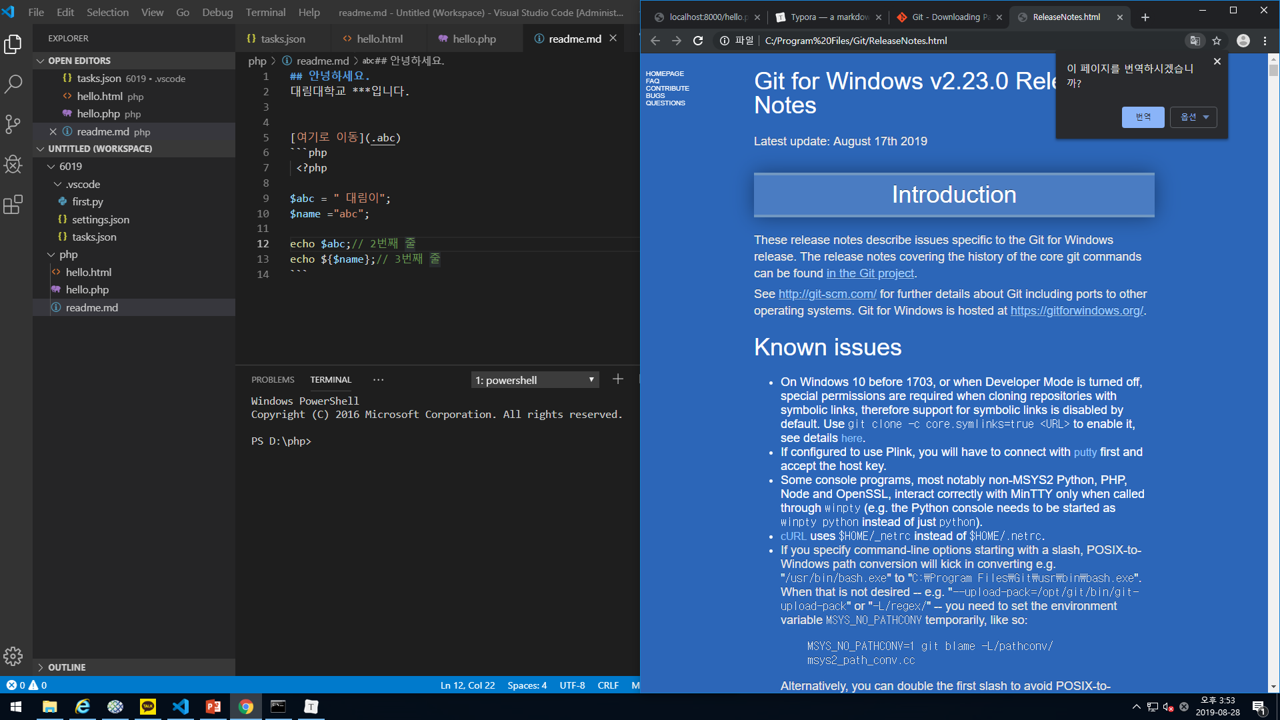 File Edit Selection View Go Debug Terminal Help readme.md - Untitled (Workspace) - Visual Studio Code [Administ...
EXPLORER
OPEN EDITORS
tasks.json 6019 • .vscode
hello.html php
hello.php php
readme.md php
UNTITLED (WORKSPACE)
6019
.vscode
first.py
settings.json
tasks.json
php
hello.html
hello.php
readme.md
OUTLINE
tasks.json hello.html hello.php readme.md
php > readme.md > abc ## 안녕하세요.
1 ## 안녕하세요.
2 대림대학교 ***입니다.
3
4
5 [여기로 이동](.abc)
6 ```php
7 <?php
8
9 $abc = " 대림이";
10 $name ="abc";
11
12 echo $abc;// 2번째 줄
13 echo ${$name};// 3번째 줄
14 ```
PROBLEMS TERMINAL ... 1: powershell
Windows PowerShell
Copyright (C) 2016 Microsoft Corporation. All rights reserved.
PS D:\php>
0 0 Ln 12, Col 22 Spaces: 4 UTF-8 CRLF M
localhost:8000/hello.p Typora — a markdow Git - Downloading Pa ReleaseNotes.html
파일 | C:/Program%20Files/Git/ReleaseNotes.html
이 페이지를 번역하시겠습니
까?
번역 옵션
HOMEPAGE
FAQ
CONTRIBUTE
BUGS
QUESTIONS
Git for Windows v2.23.0 Rele
Notes
Latest update: August 17th 2019
Introduction
These release notes describe issues specific to the Git for Windows
release. The release notes covering the history of the core git commands
can be found in the Git project.
See http://git-scm.com/ for further details about Git including ports to other
operating systems. Git for Windows is hosted at https://gitforwindows.org/.
Known issues
• On Windows 10 before 1703, or when Developer Mode is turned off,
special permissions are required when cloning repositories with
symbolic links, therefore support for symbolic links is disabled by
default. Use git clone -c core.symlinks=true <URL> to enable it,
see details here.
• If configured to use Plink, you will have to connect with putty first and
accept the host key.
• Some console programs, most notably non-MSYS2 Python, PHP,
Node and OpenSSL, interact correctly with MinTTY only when called
through winpty (e.g. the Python console needs to be started as
winpty python instead of just python).
• cURL uses $HOME/_netrc instead of $HOME/.netrc.
• If you specify command-line options starting with a slash, POSIX-to-
Windows path conversion will kick in converting e.g.
"/usr/bin/bash.exe" to "C:₩Program Files₩Git₩usr₩bin₩bash.exe".
When that is not desired -- e.g. "--upload-pack=/opt/git/bin/git-
upload-pack" or "-L/regex/" -- you need to set the environment
variable MSYS_NO_PATHCONV temporarily, like so:
MSYS_NO_PATHCONV=1 git blame -L/pathconv/
msys2_path_conv.cc
Alternatively, you can double the first slash to avoid POSIX-to-
오후 3:53
2019-08-28
1